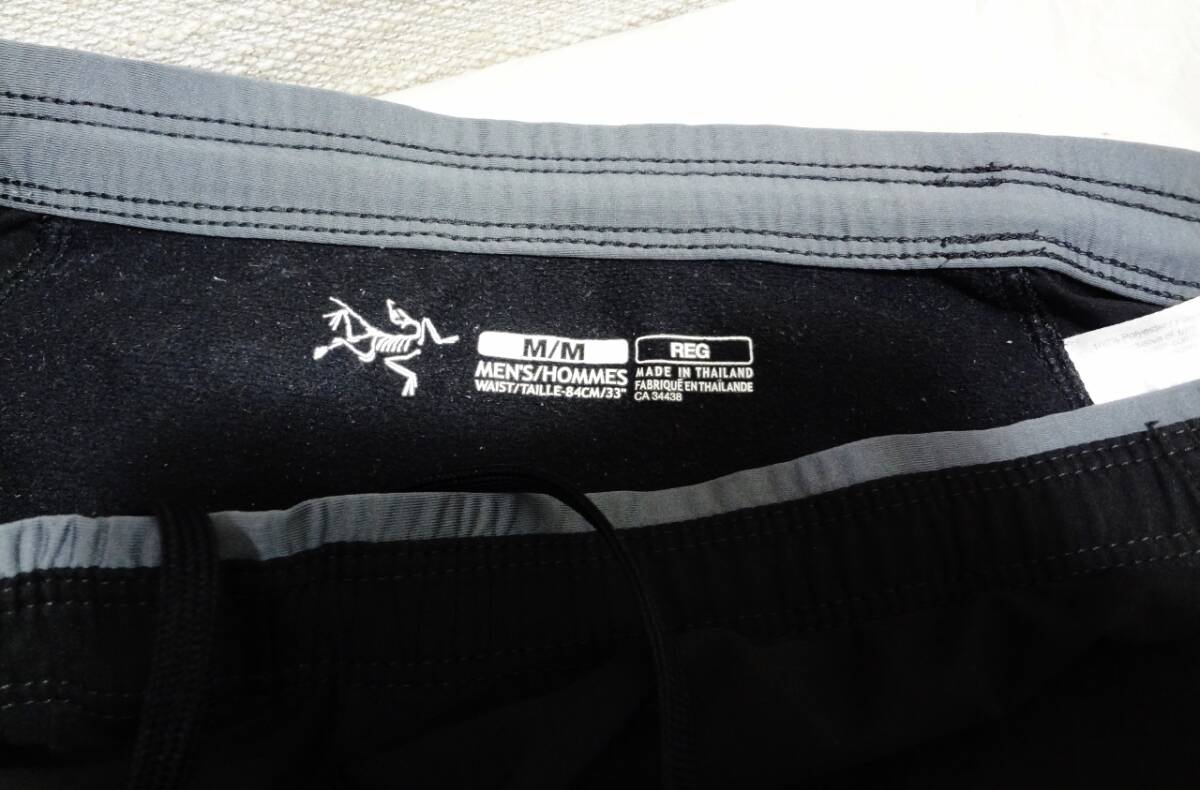 M/M
MEN'S/HOMMES
WAIST/TAILLE-84CM/33"
REG
MADE IN THAILAND
FABRIQUÉ EN THAÏLANDE
CA 34438